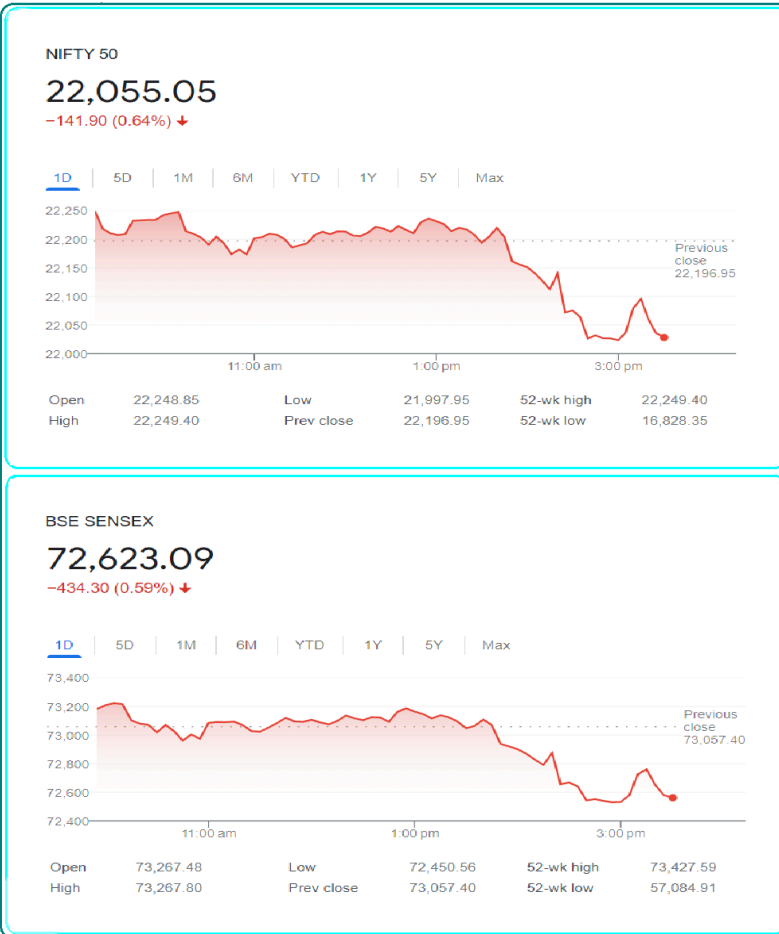 NIFTY 50
22,055.05
−141.90 (0.64%) ↓
1D 5D 1M 6M YTD 1Y 5Y Max
22,250
22,200
22,150
22,100
22,050
22,000
Previous
close
22,196.95
11:00 am 1:00 pm 3:00 pm
Open 22,248.85 Low 21,997.95 52-wk high 22,249.40
High 22,249.40 Prev close 22,196.95 52-wk low 16,828.35
BSE SENSEX
72,623.09
−434.30 (0.59%) ↓
1D 5D 1M 6M YTD 1Y 5Y Max
73,400
73,200
73,000
72,800
72,600
72,400
Previous
close
73,057.40
11:00 am 1:00 pm 3:00 pm
Open 73,267.48 Low 72,450.56 52-wk high 73,427.59
High 73,267.80 Prev close 73,057.40 52-wk low 57,084.91